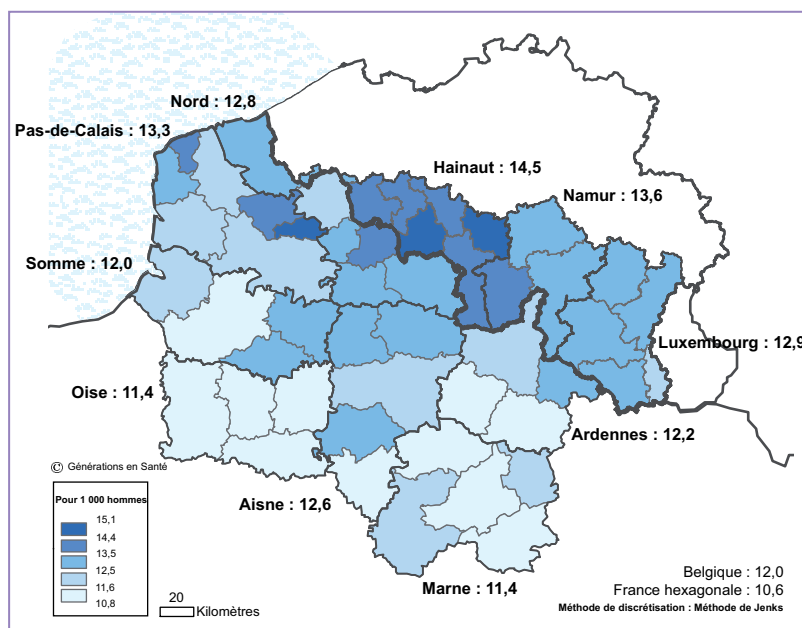 Nord : 12,8
Pas-de-Calais : 13,3
Hainaut : 14,5
Namur : 13,6
Somme : 12,0
Luxembourg : 12,9
Oise : 11,4
Ardennes : 12,2
© Générations en Santé
Aisne : 12,6
Pour 1 000 hommes
15,1
14,4
13,5
12,5
11,6
10,8
20
Kilomètres
Marne : 11,4
Belgique : 12,0
France hexagonale : 10,6
Méthode de discrétisation : Méthode de Jenks